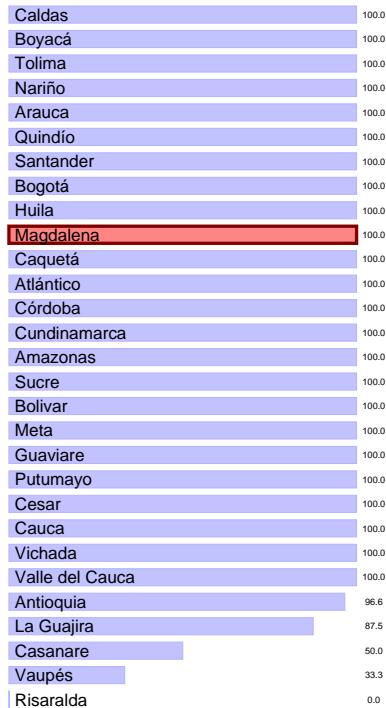 Caldas 100.0
Boyacá 100.0
Tolima 100.0
Nariño 100.0
Arauca 100.0
Quindío 100.0
Santander 100.0
Bogotá 100.0
Huila 100.0
Magdalena 100.0
Caquetá 100.0
Atlántico 100.0
Córdoba 100.0
Cundinamarca 100.0
Amazonas 100.0
Sucre 100.0
Bolivar 100.0
Meta 100.0
Guaviare 100.0
Putumayo 100.0
Cesar 100.0
Cauca 100.0
Vichada 100.0
Valle del Cauca 100.0
Antioquia 96.6
La Guajira 87.5
Casanare 50.0
Vaupés 33.3
Risaralda 0.0